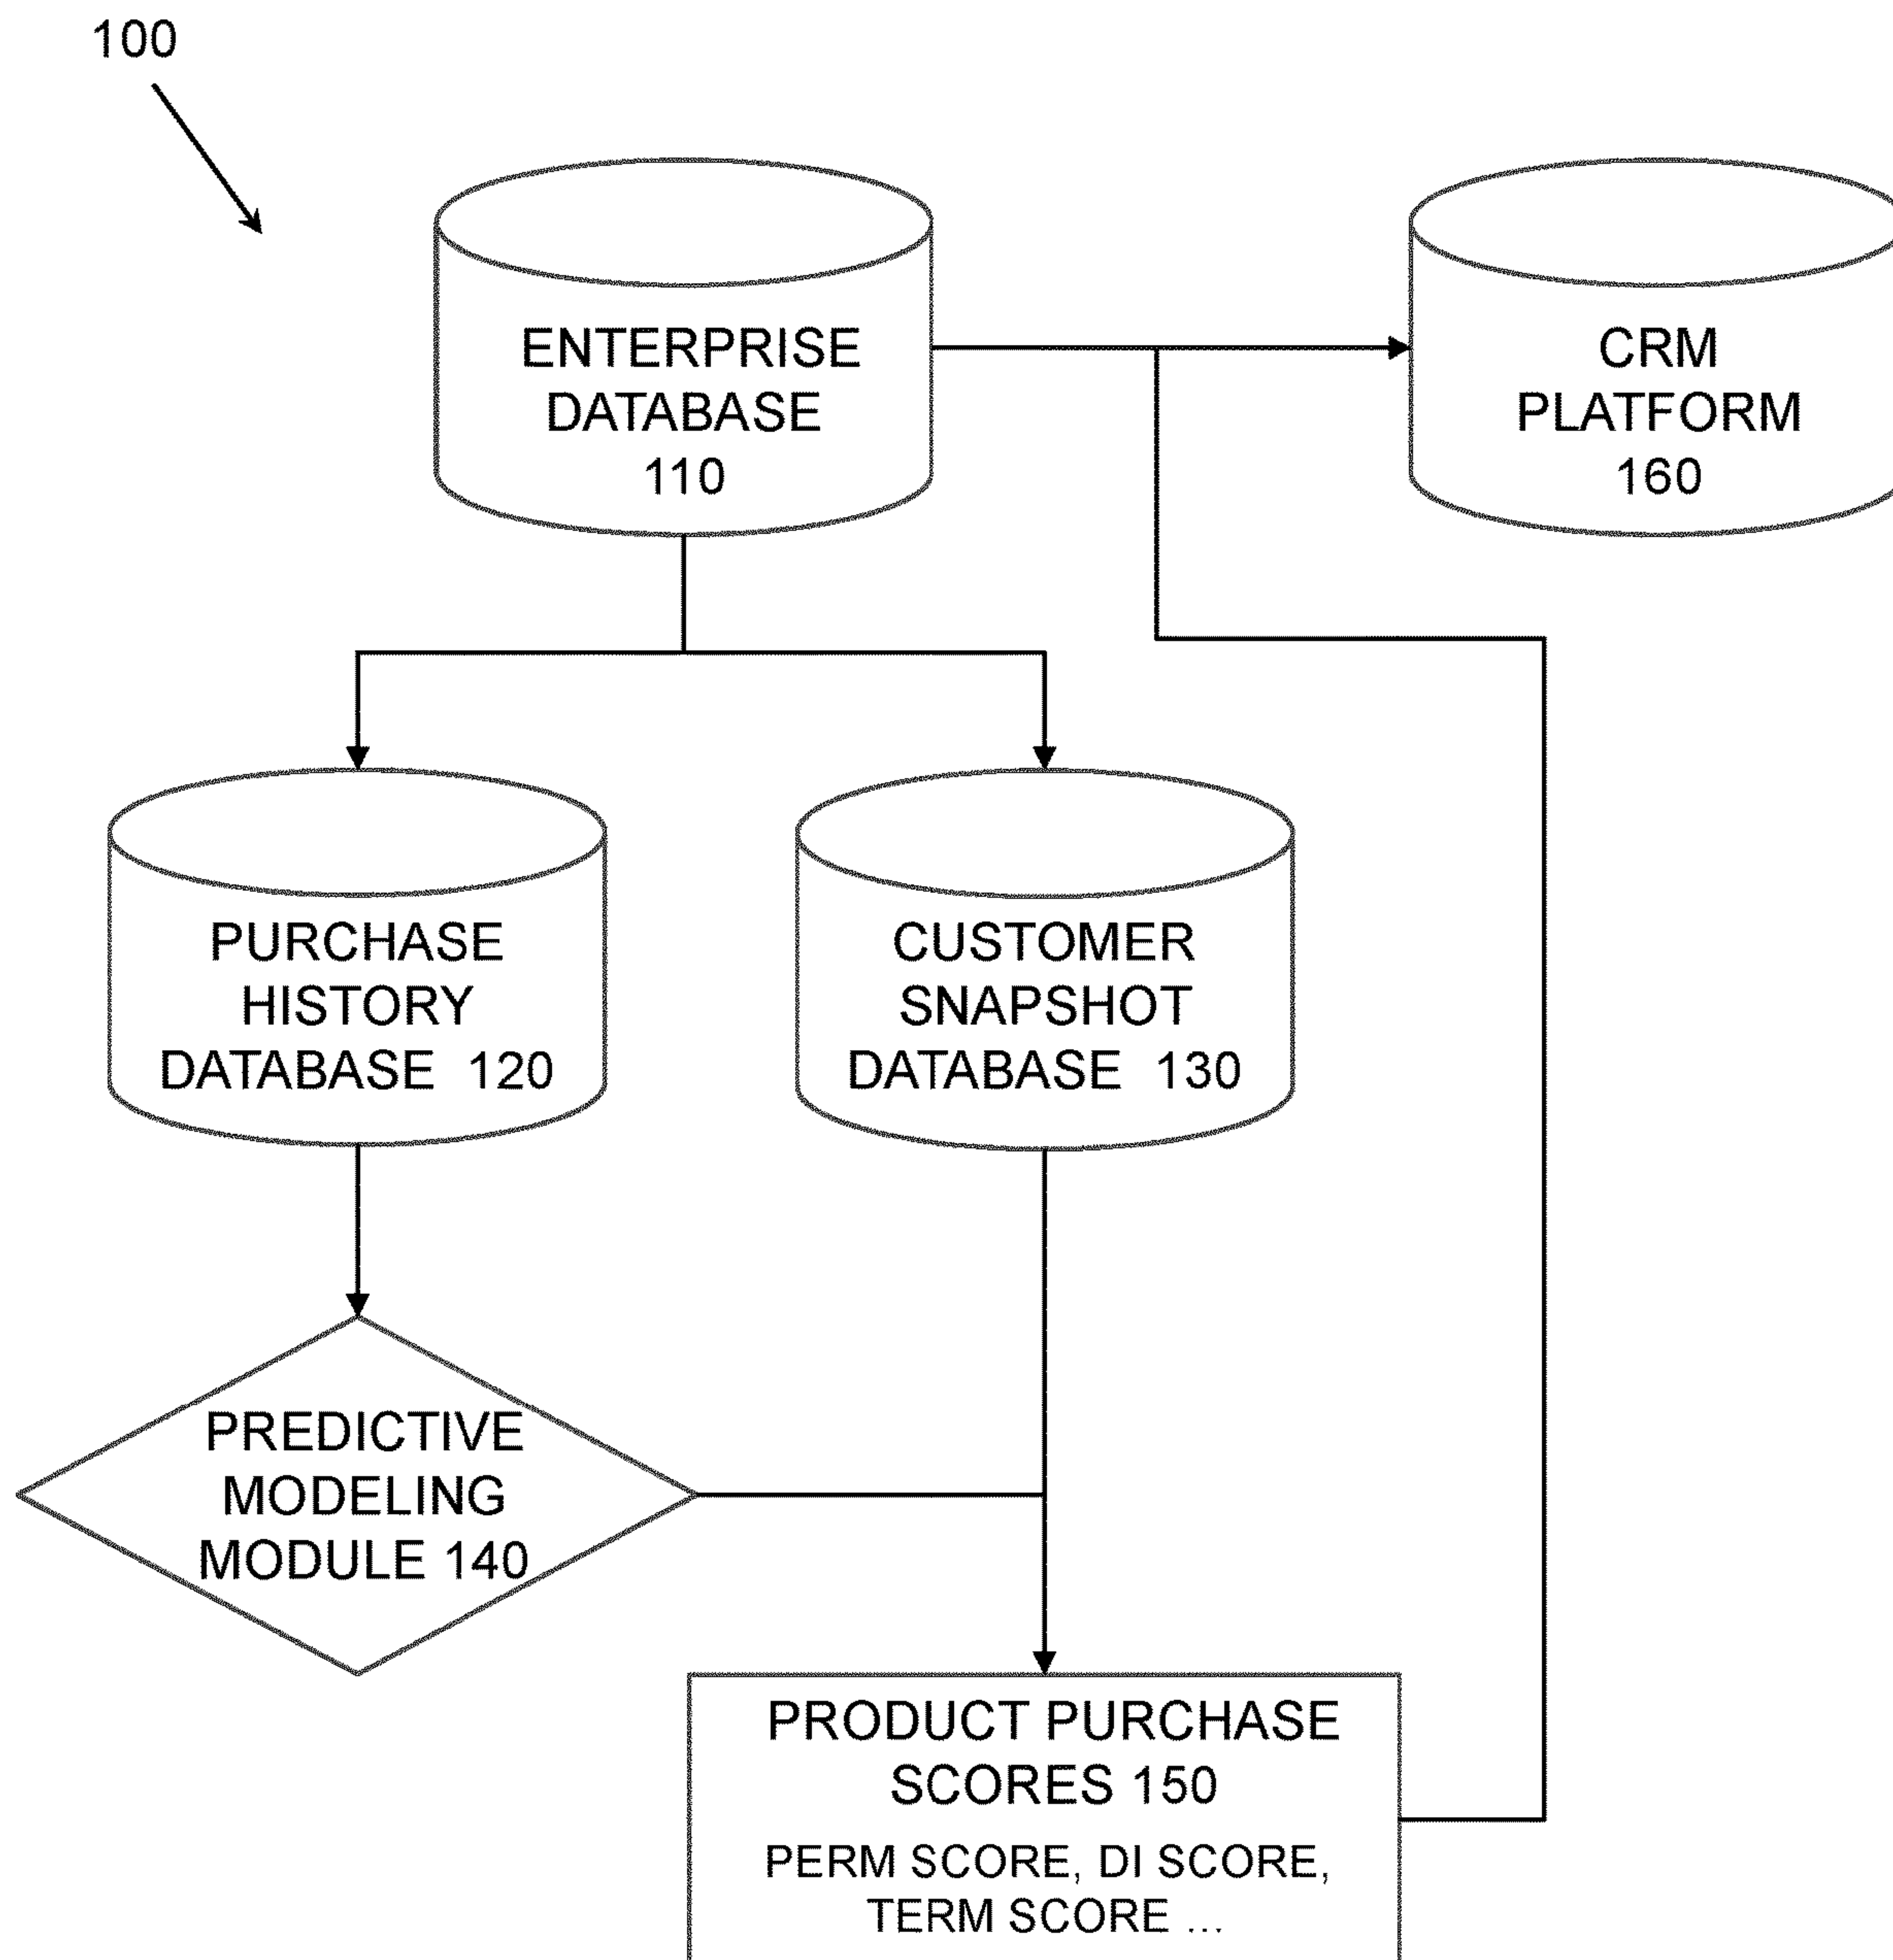 100
ENTERPRISE
DATABASE
110
CRM
PLATFORM
160
PURCHASE
HISTORY
DATABASE 120
CUSTOMER
SNAPSHOT
DATABASE 130
PREDICTIVE
MODELING
MODULE 140
PRODUCT PURCHASE
SCORES 150
PERM SCORE, DI SCORE,
TERM SCORE ...